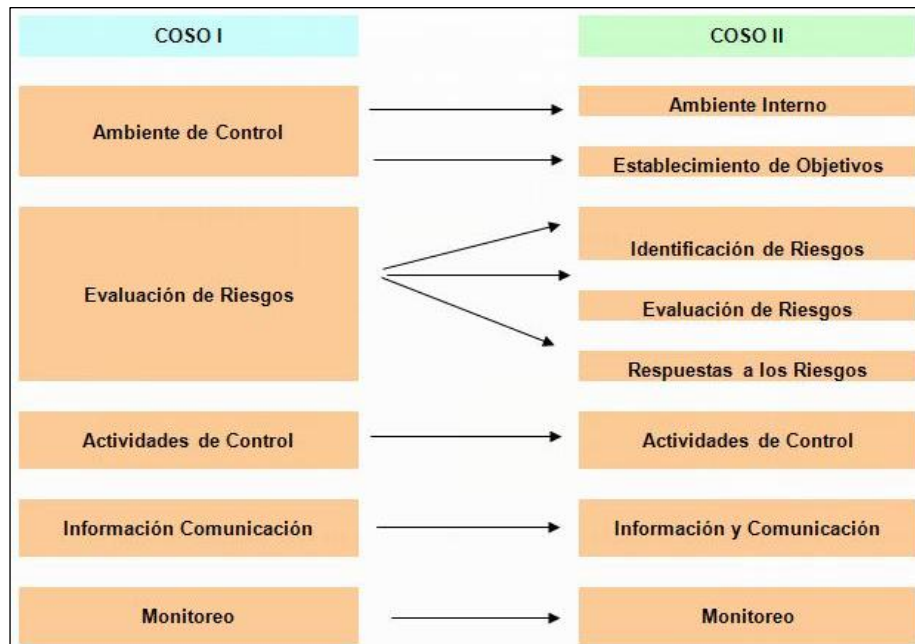 COSO I
COSO II
Ambiente de Control
Ambiente Interno
Establecimiento de Objetivos
Evaluación de Riesgos
Identificación de Riesgos
Evaluación de Riesgos
Respuestas a los Riesgos
Actividades de Control
Actividades de Control
Información Comunicación
Información y Comunicación
Monitoreo
Monitoreo